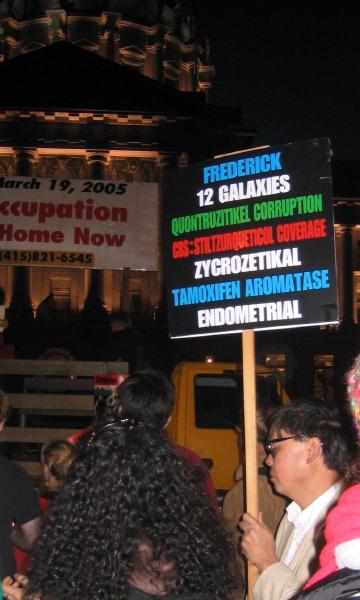 arch 19, 2005
ccupation
Home Now
(415)821-6545
FREDERICK
12 GALAXIES
QUONTRUZITIKEL CORRUPTION
CBS=STILTZURQUETICOL COVERAGE
ZYCROZETIKAL
TAMOXIFEN AROMATASE
ENDOMETRIAL